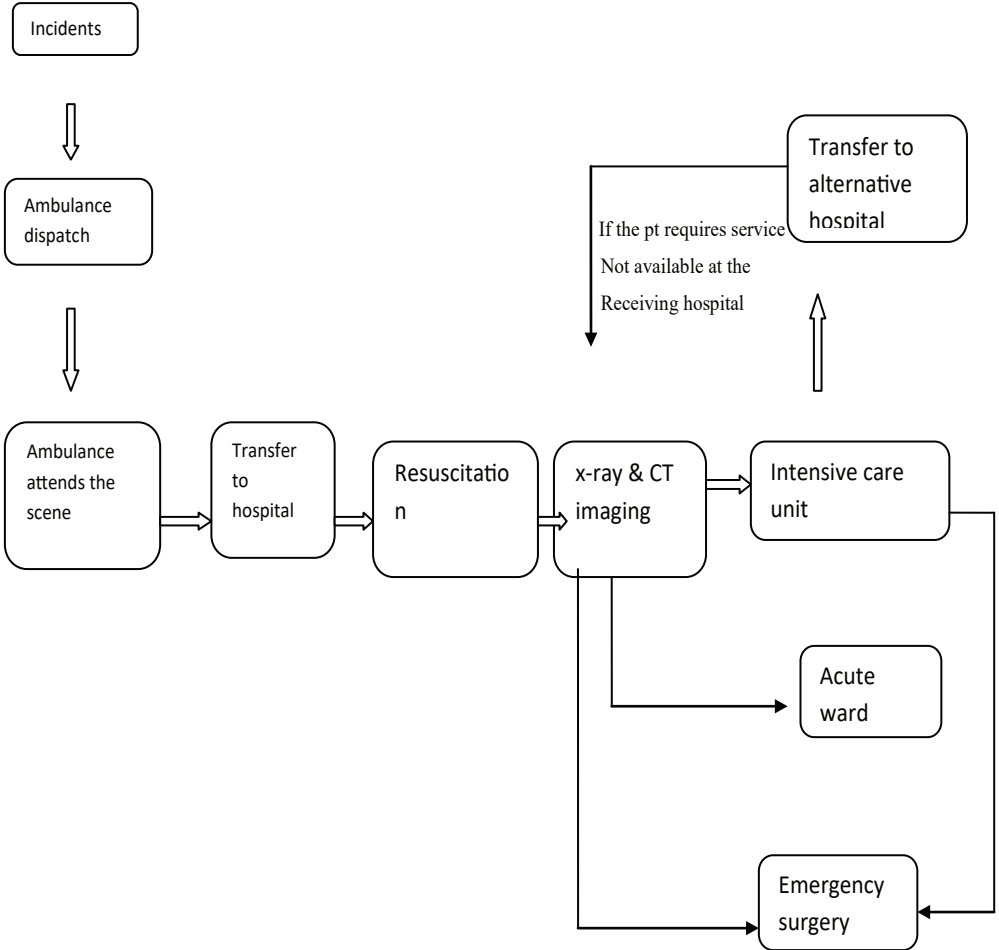 Incidents
Ambulance
dispatch
Transfer to
alternative
hospital
If the pt requires service
Not available at the
Receiving hospital
Ambulance
attends the
scene
Transfer
to
hospital
Resuscitatio
n
x-ray & CT
imaging
Intensive care
unit
Acute
ward
Emergency
surgery